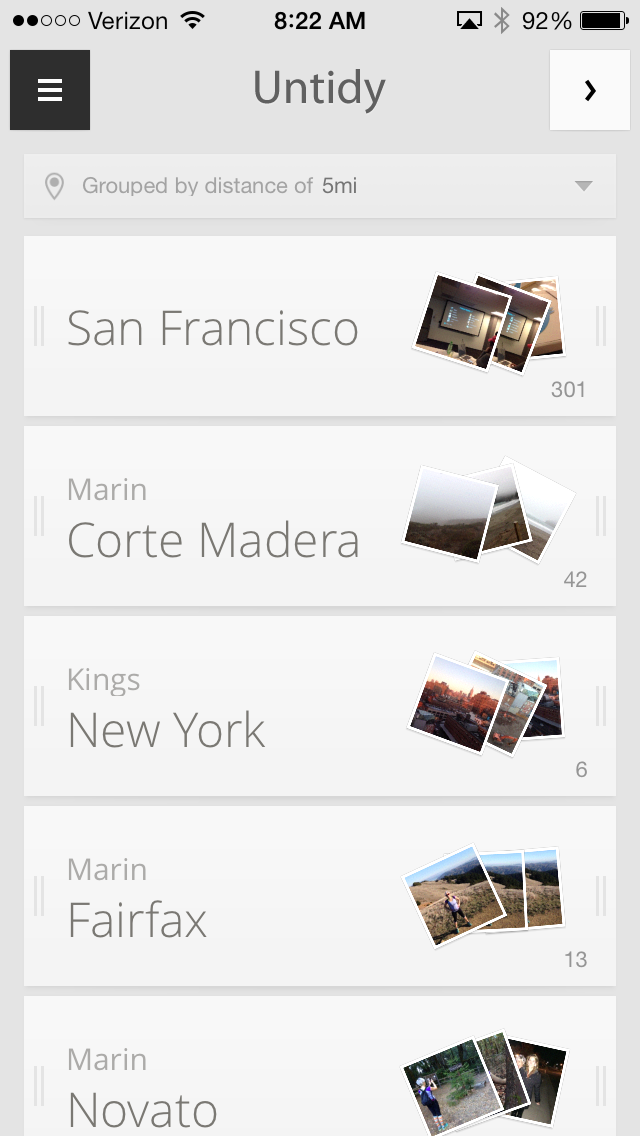 Verizon 8:22 AM 92%
Untidy
Grouped by distance of 5mi
San Francisco
301
Marin
Corte Madera
42
Kings
New York
6
Marin
Fairfax
13
Marin
Novato